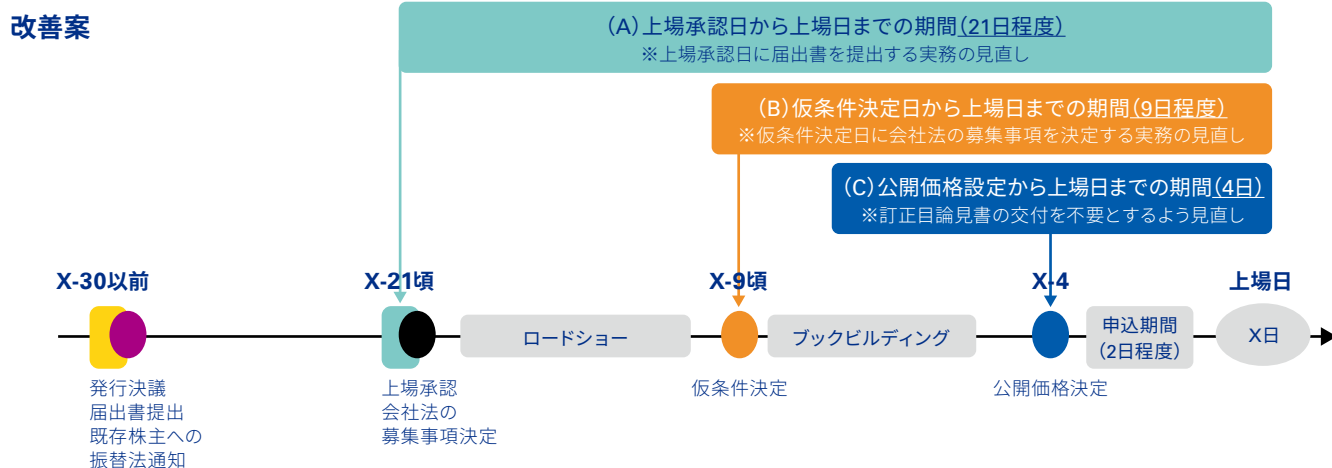 改善案
(A)上場承認日から上場日までの期間(21日程度)
※上場承認日に届出書を提出する実務の見直し
(B)仮条件決定日から上場日までの期間(9日程度)
※仮条件決定日に会社法の募集事項を決定する実務の見直し
(C)公開価格設定から上場日までの期間(4日)
※訂正目論見書の交付を不要とするよう見直し
X-30以前
X-21頃
X-9頃
X-4
上場日
ロードショー
ブックビルディング
申込期間
(2日程度)
X日
発行決議
届出書提出
既存株主への
振替法通知
上場承認
会社法の
募集事項決定
仮条件決定
公開価格決定